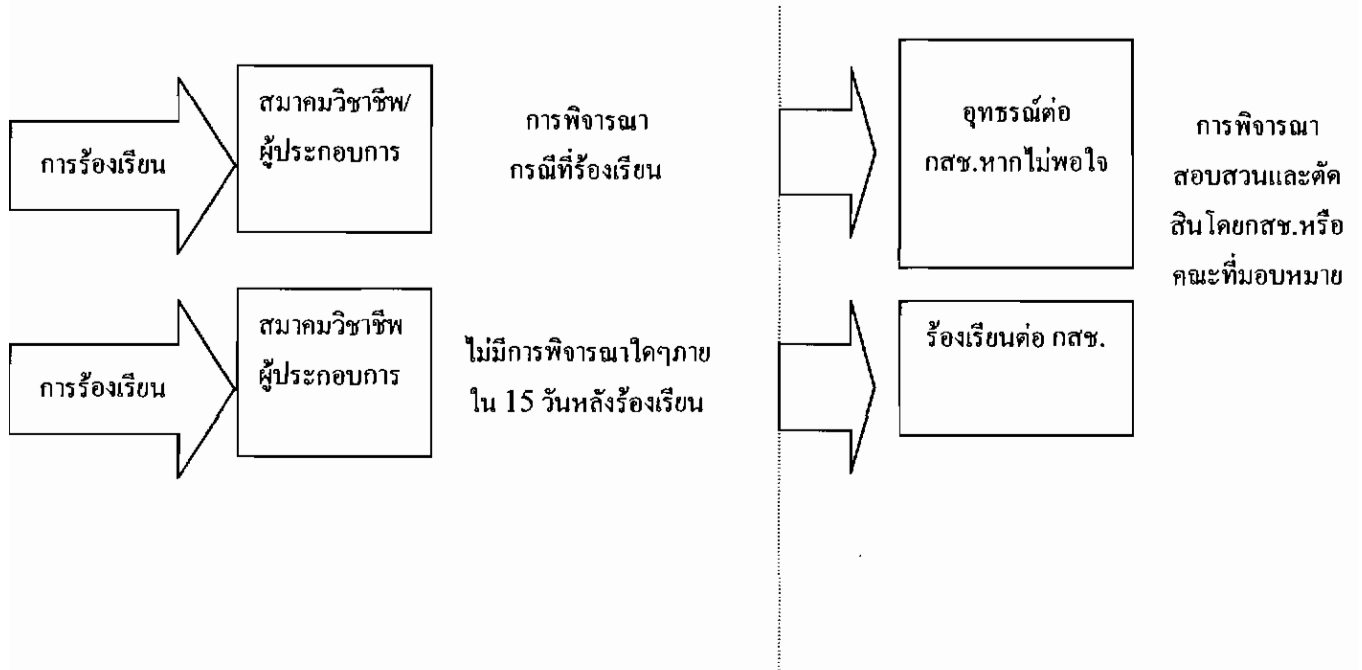 การร้องเรียน
สมาคมวิชาชีพ/
ผู้ประกอบการ
การพิจารณา
กรณีที่ร้องเรียน
อุทธรณ์ต่อ
กสช.หากไม่พอใจ
การพิจารณา
สอบสวนและตัด
สินโดยกสช.หรือ
คณะที่มอบหมาย
การร้องเรียน
สมาคมวิชาชีพ
ผู้ประกอบการ
ไม่มีการพิจารณาใดๆภาย
ใน 15 วันหลังร้องเรียน
ร้องเรียนต่อ กสช.